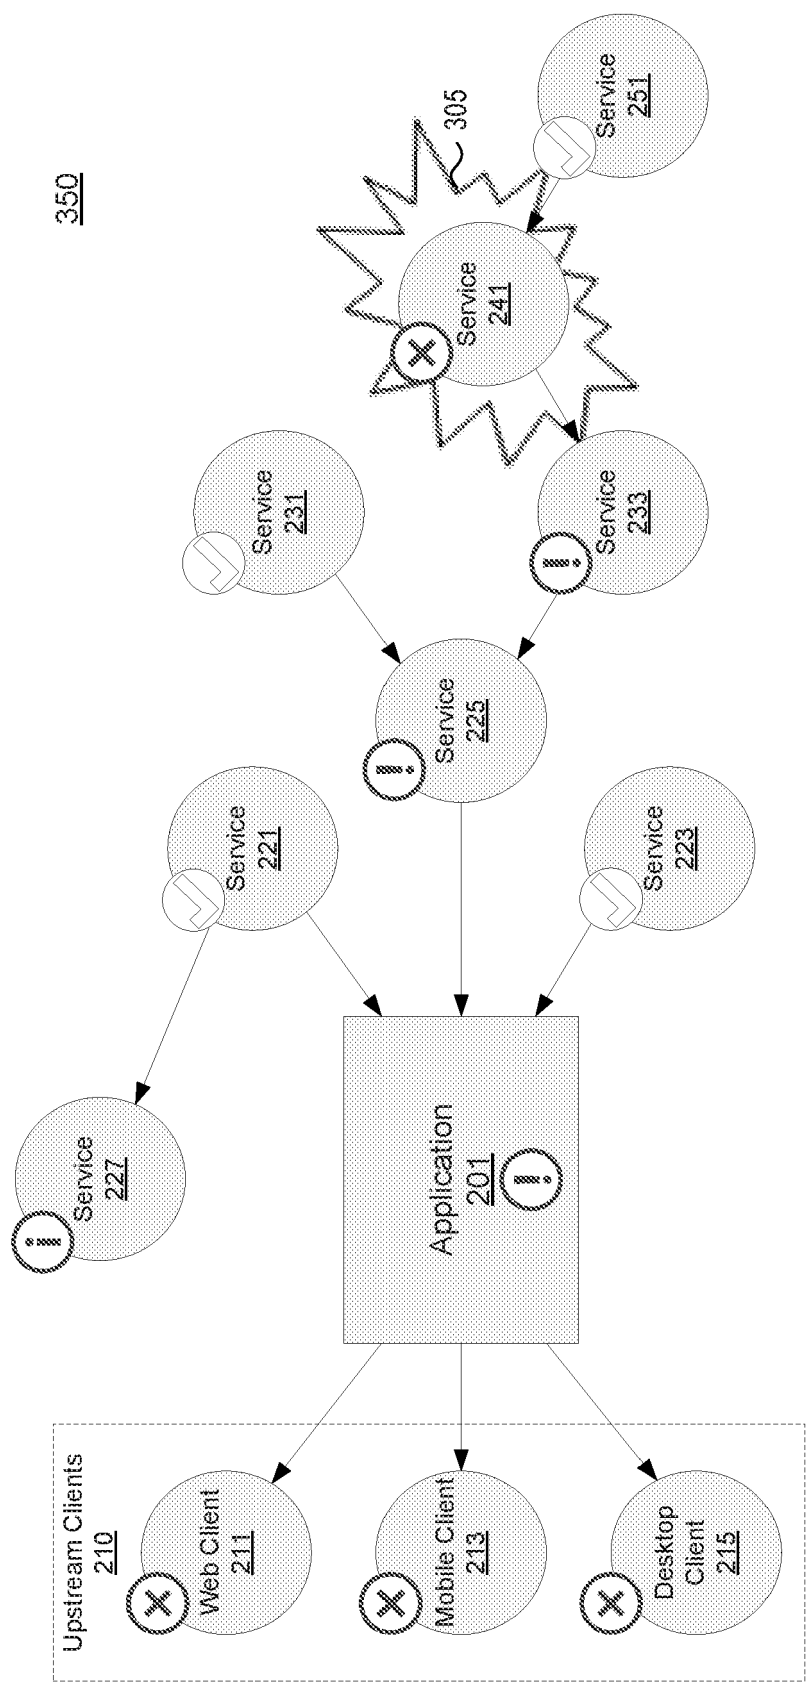 350
Upstream Clients
210
Web Client
211
Mobile Client
213
Desktop
Client
215
Application
201
Service
227
Service
221
Service
223
Service
225
Service
231
Service
233
Service
241
305
Service
251